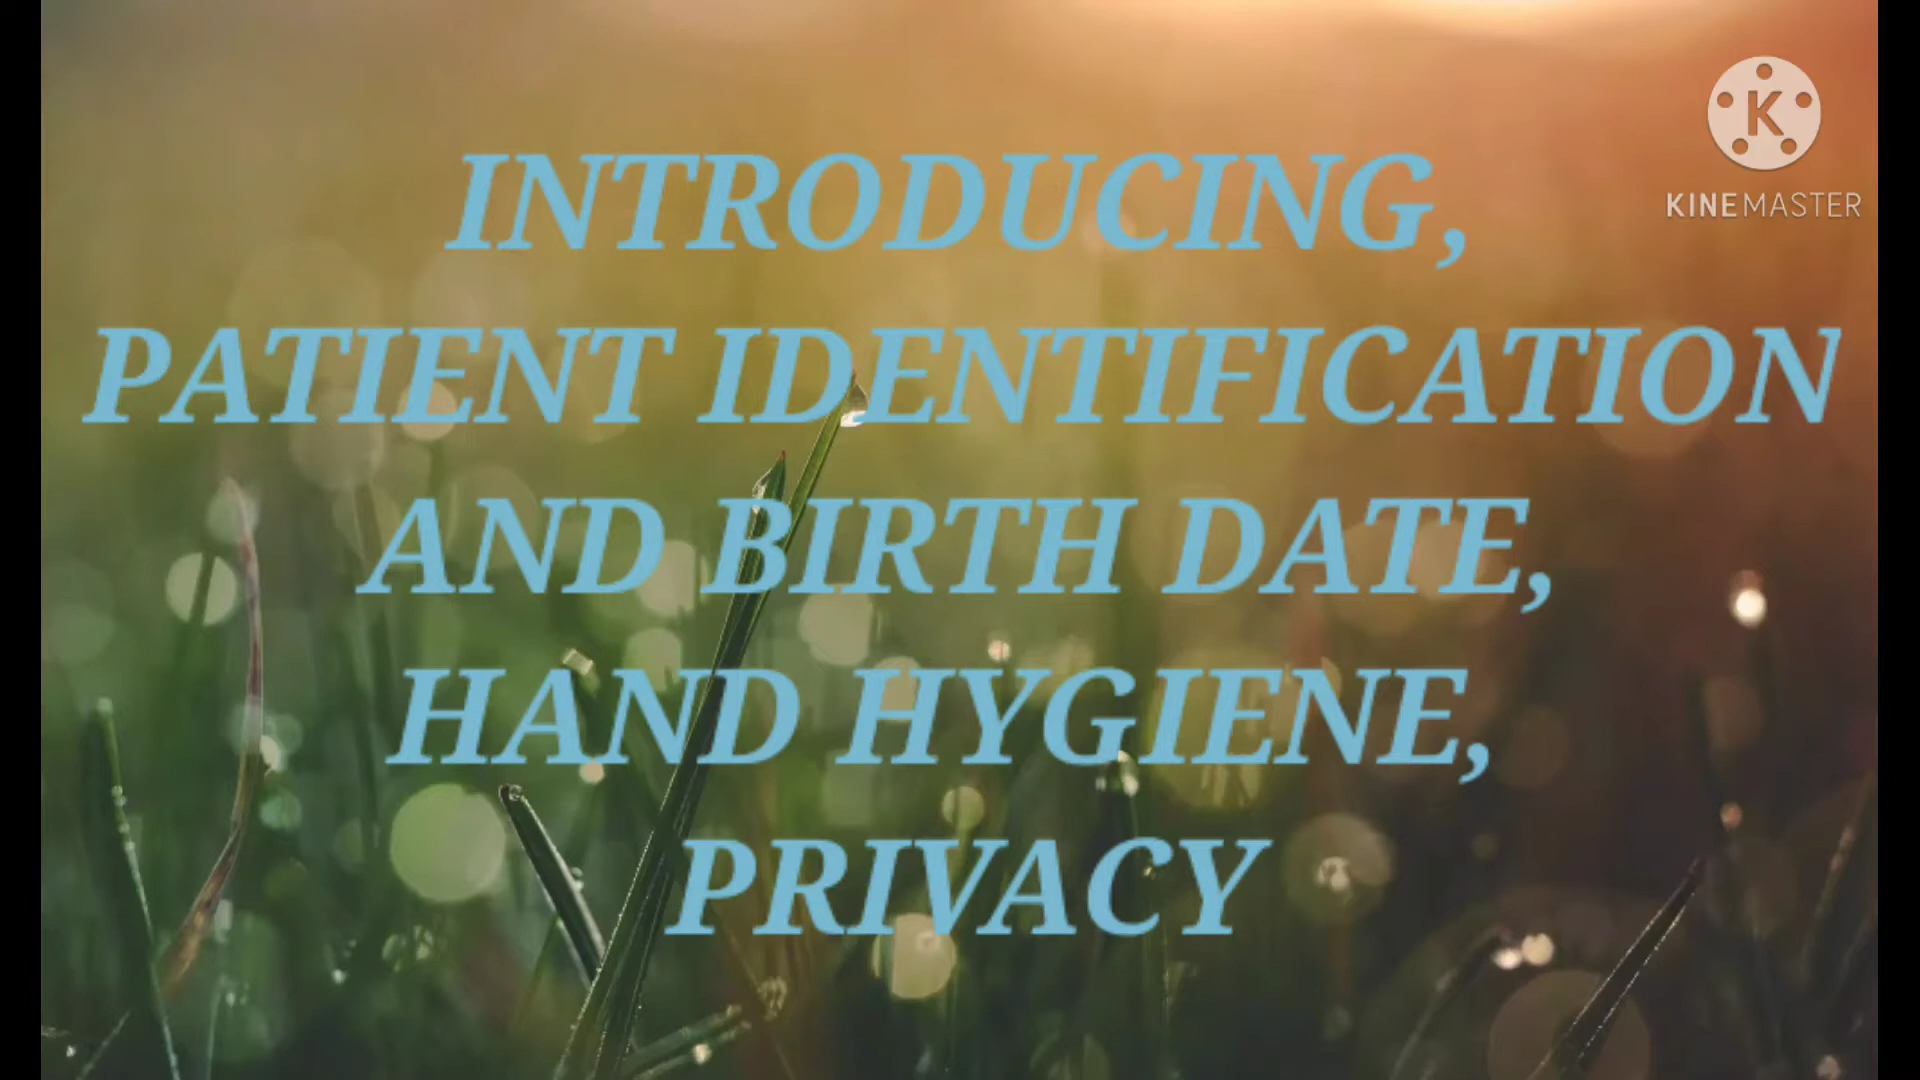 INTRODUCING,
PATIENT IDENTIFICATION
AND BIRTH DATE,
HAND HYGIENE,
PRIVACY
K
KINEMASTER